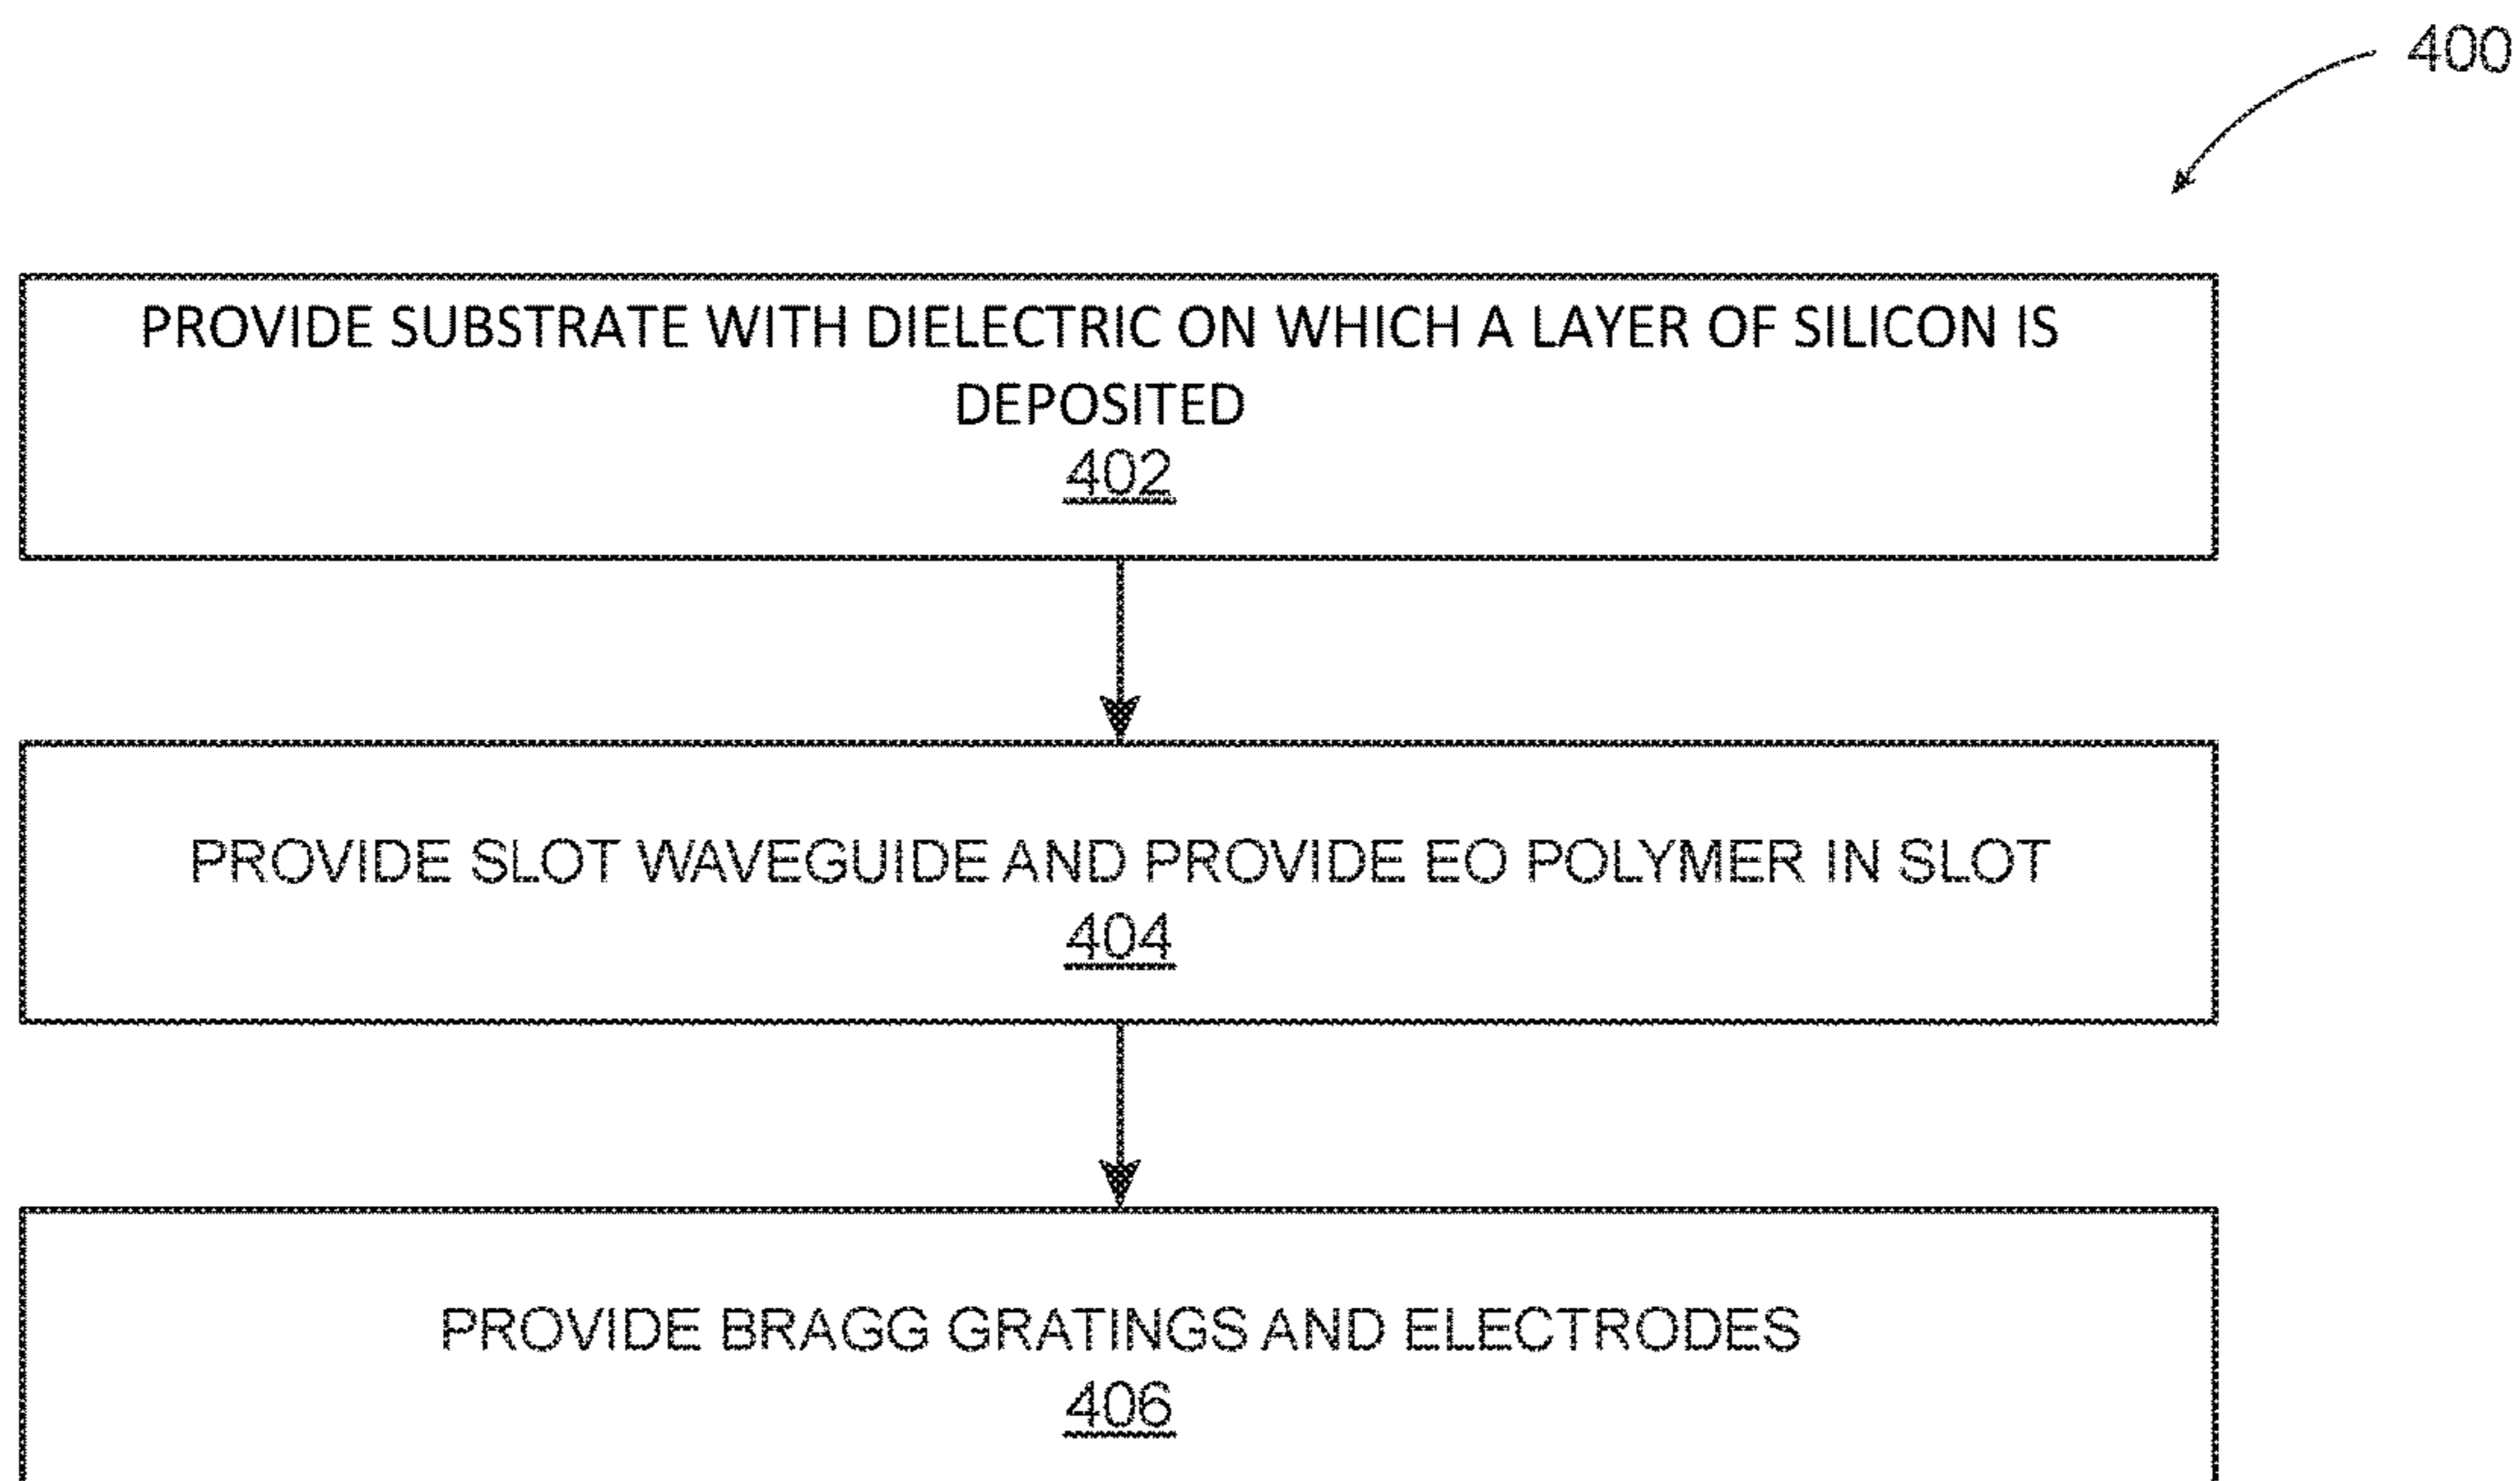 400
PROVIDE SUBSTRATE WITH DIELECTRIC ON WHICH A LAYER OF SILICON IS
DEPOSITED
402
PROVIDE SLOT WAVEGUIDE AND PROVIDE EO POLYMER IN SLOT
404
PROVIDE BRAGG GRATINGS AND ELECTRODES
406